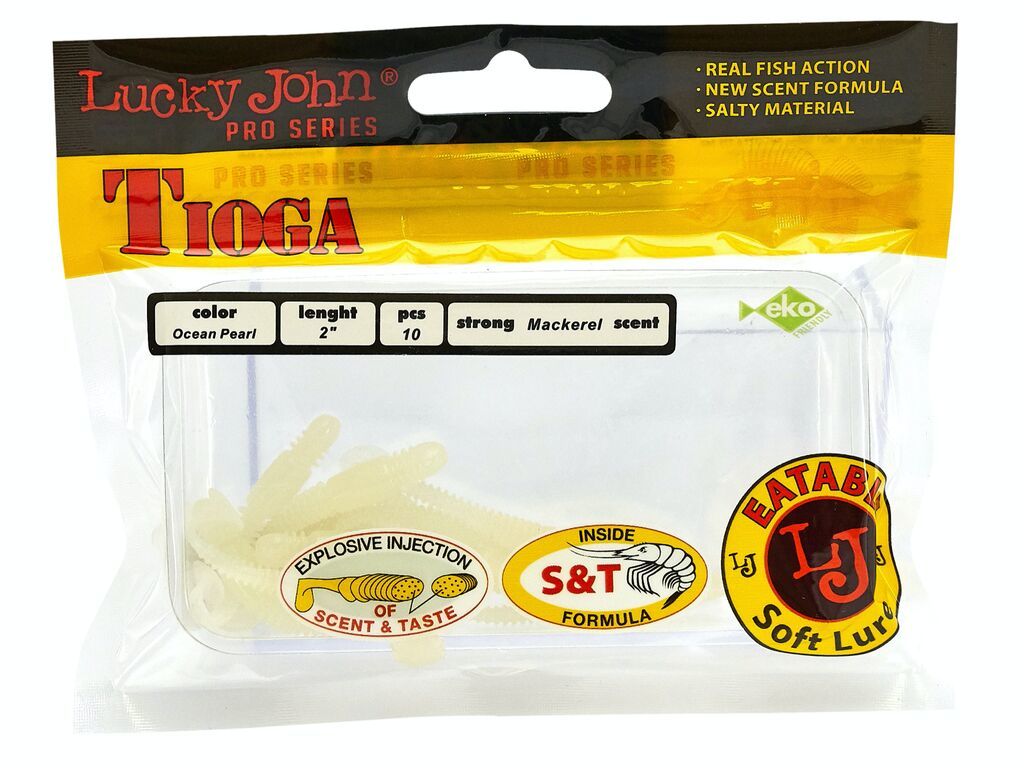 Lucky John®
PRO SERIES
· REAL FISH ACTION
· NEW SCENT FORMULA
· SALTY MATERIAL
PRO SERIES PRO SERIES
TIOGA
color
Ocean Pearl
lenght
2"
pcs
10
strong Mackerel scent
eko
FRIENDLY
EXPLOSIVE INJECTION
OF
SCENT & TASTE
INSIDE
S&T
FORMULA
EATABL
LJ LJ LJ
Soft Lure